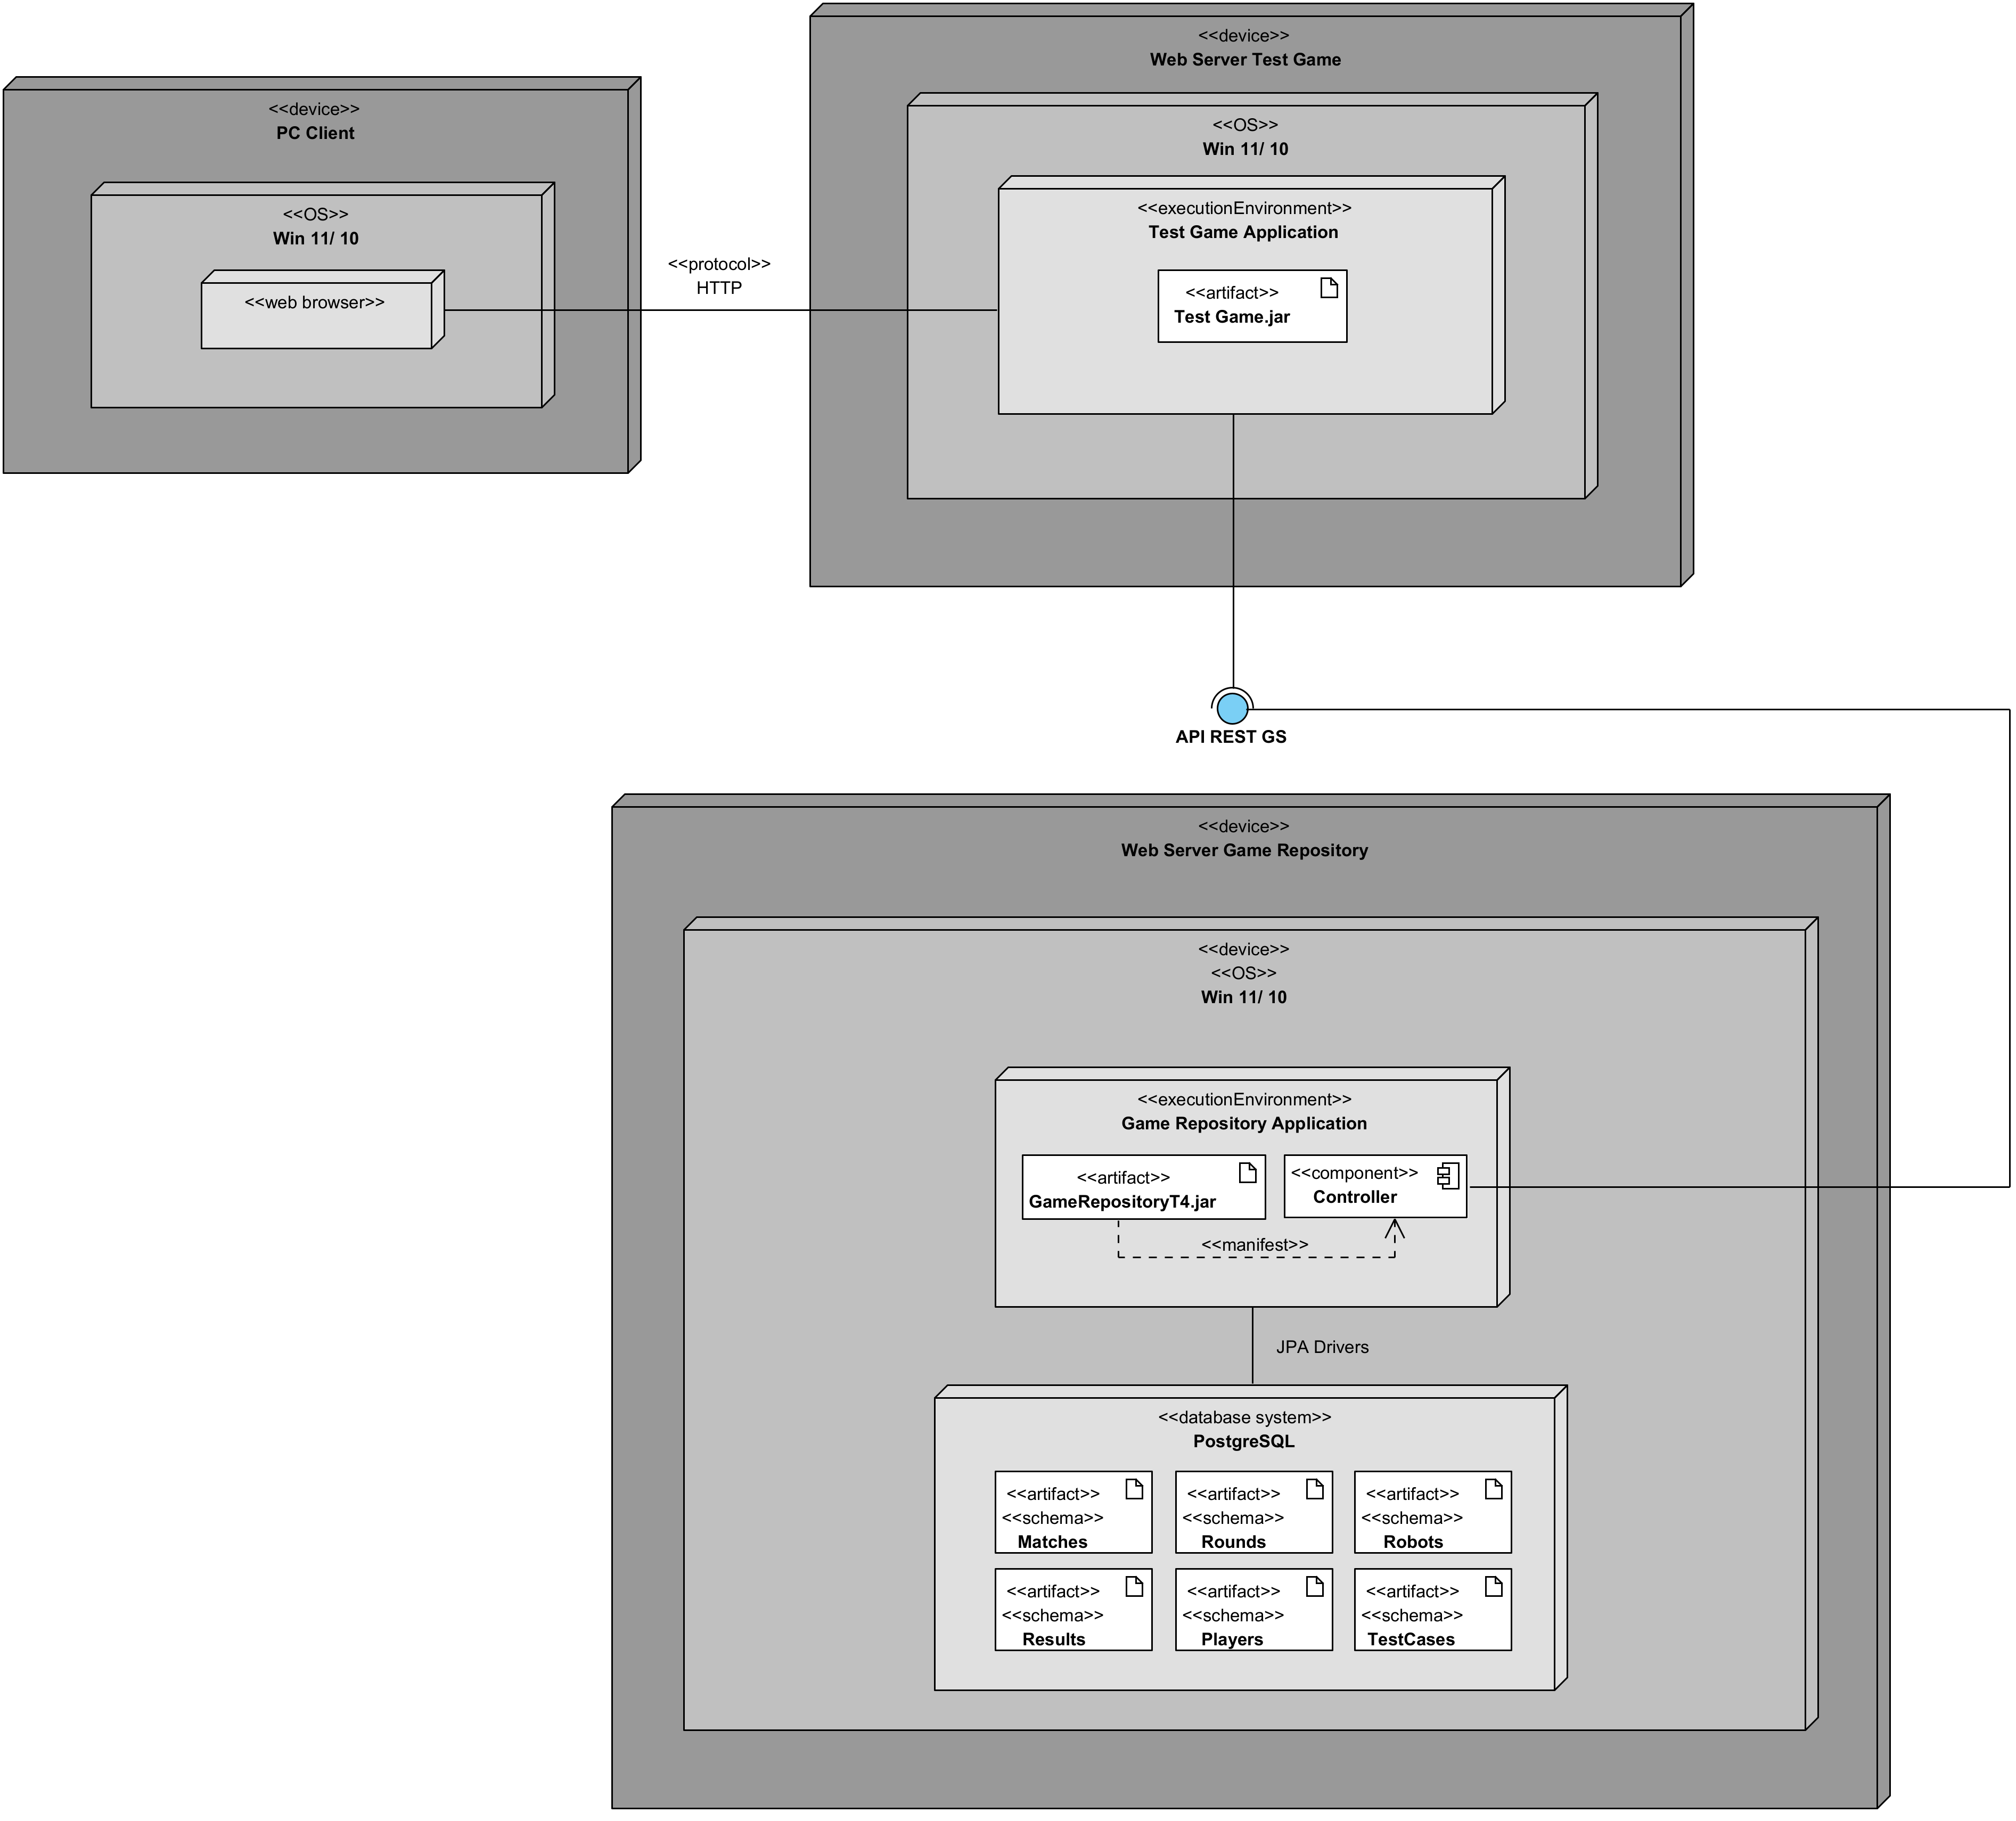 <<device>>
PC Client
<<OS>>
Win 11/ 10
<<web browser>>
<<protocol>>
HTTP
<<device>>
Web Server Test Game
<<OS>>
Win 11/ 10
<<executionEnvironment>>
Test Game Application
<<artifact>>
Test Game.jar
API REST GS
<<device>>
Web Server Game Repository
<<device>>
<<OS>>
Win 11/ 10
<<executionEnvironment>>
Game Repository Application
<<artifact>>
GameRepositoryT4.jar
<<component>>
Controller
<<manifest>>
JPA Drivers
<<database system>>
PostgreSQL
<<artifact>>
<<schema>>
Matches
<<artifact>>
<<schema>>
Rounds
<<artifact>>
<<schema>>
Robots
<<artifact>>
<<schema>>
Results
<<artifact>>
<<schema>>
Players
<<artifact>>
<<schema>>
TestCases